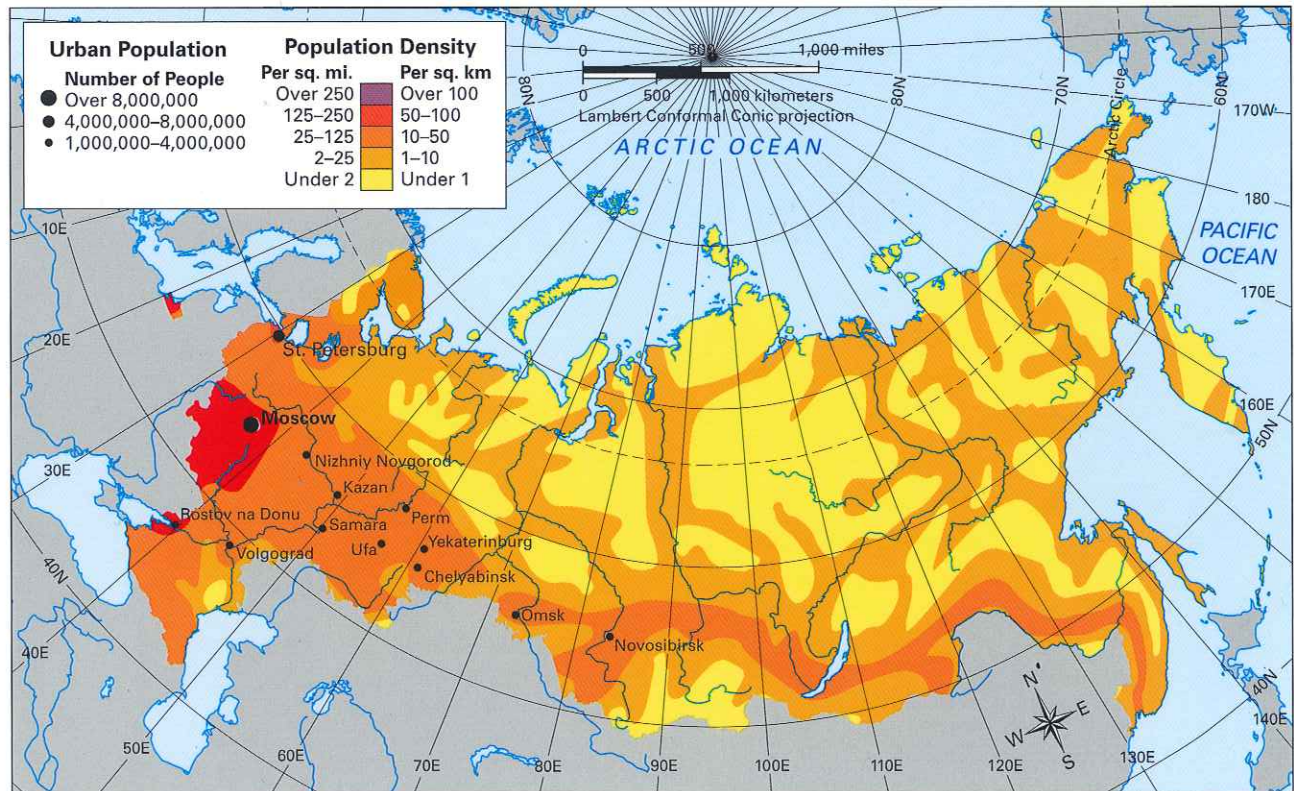 Urban Population
Number of People
Over 8,000,000
4,000,000–8,000,000
1,000,000–4,000,000
Population Density
Per sq. mi. Per sq. km
Over 250 Over 100
125–250 50–100
25–125 10–50
2–25 1–10
Under 2 Under 1
0 500 1,000 miles
0 500 1,000 kilometers
Lambert Conformal Conic projection
ARCTIC OCEAN
PACIFIC
OCEAN
Arctic Circle
80N
80N
70N
60N
170W
180
170E
160E
50N
40N
140E
130E
120E
110E
100E
90E
80E
70E
60E
50E
40E
40N
30E
20E
10E
St. Petersburg
Moscow
Nizhniy Novgorod
Kazan
Rostov na Donu
Samara
Perm
Volgograd
Ufa
Yekaterinburg
Chelyabinsk
Omsk
Novosibirsk
N
W
E
S